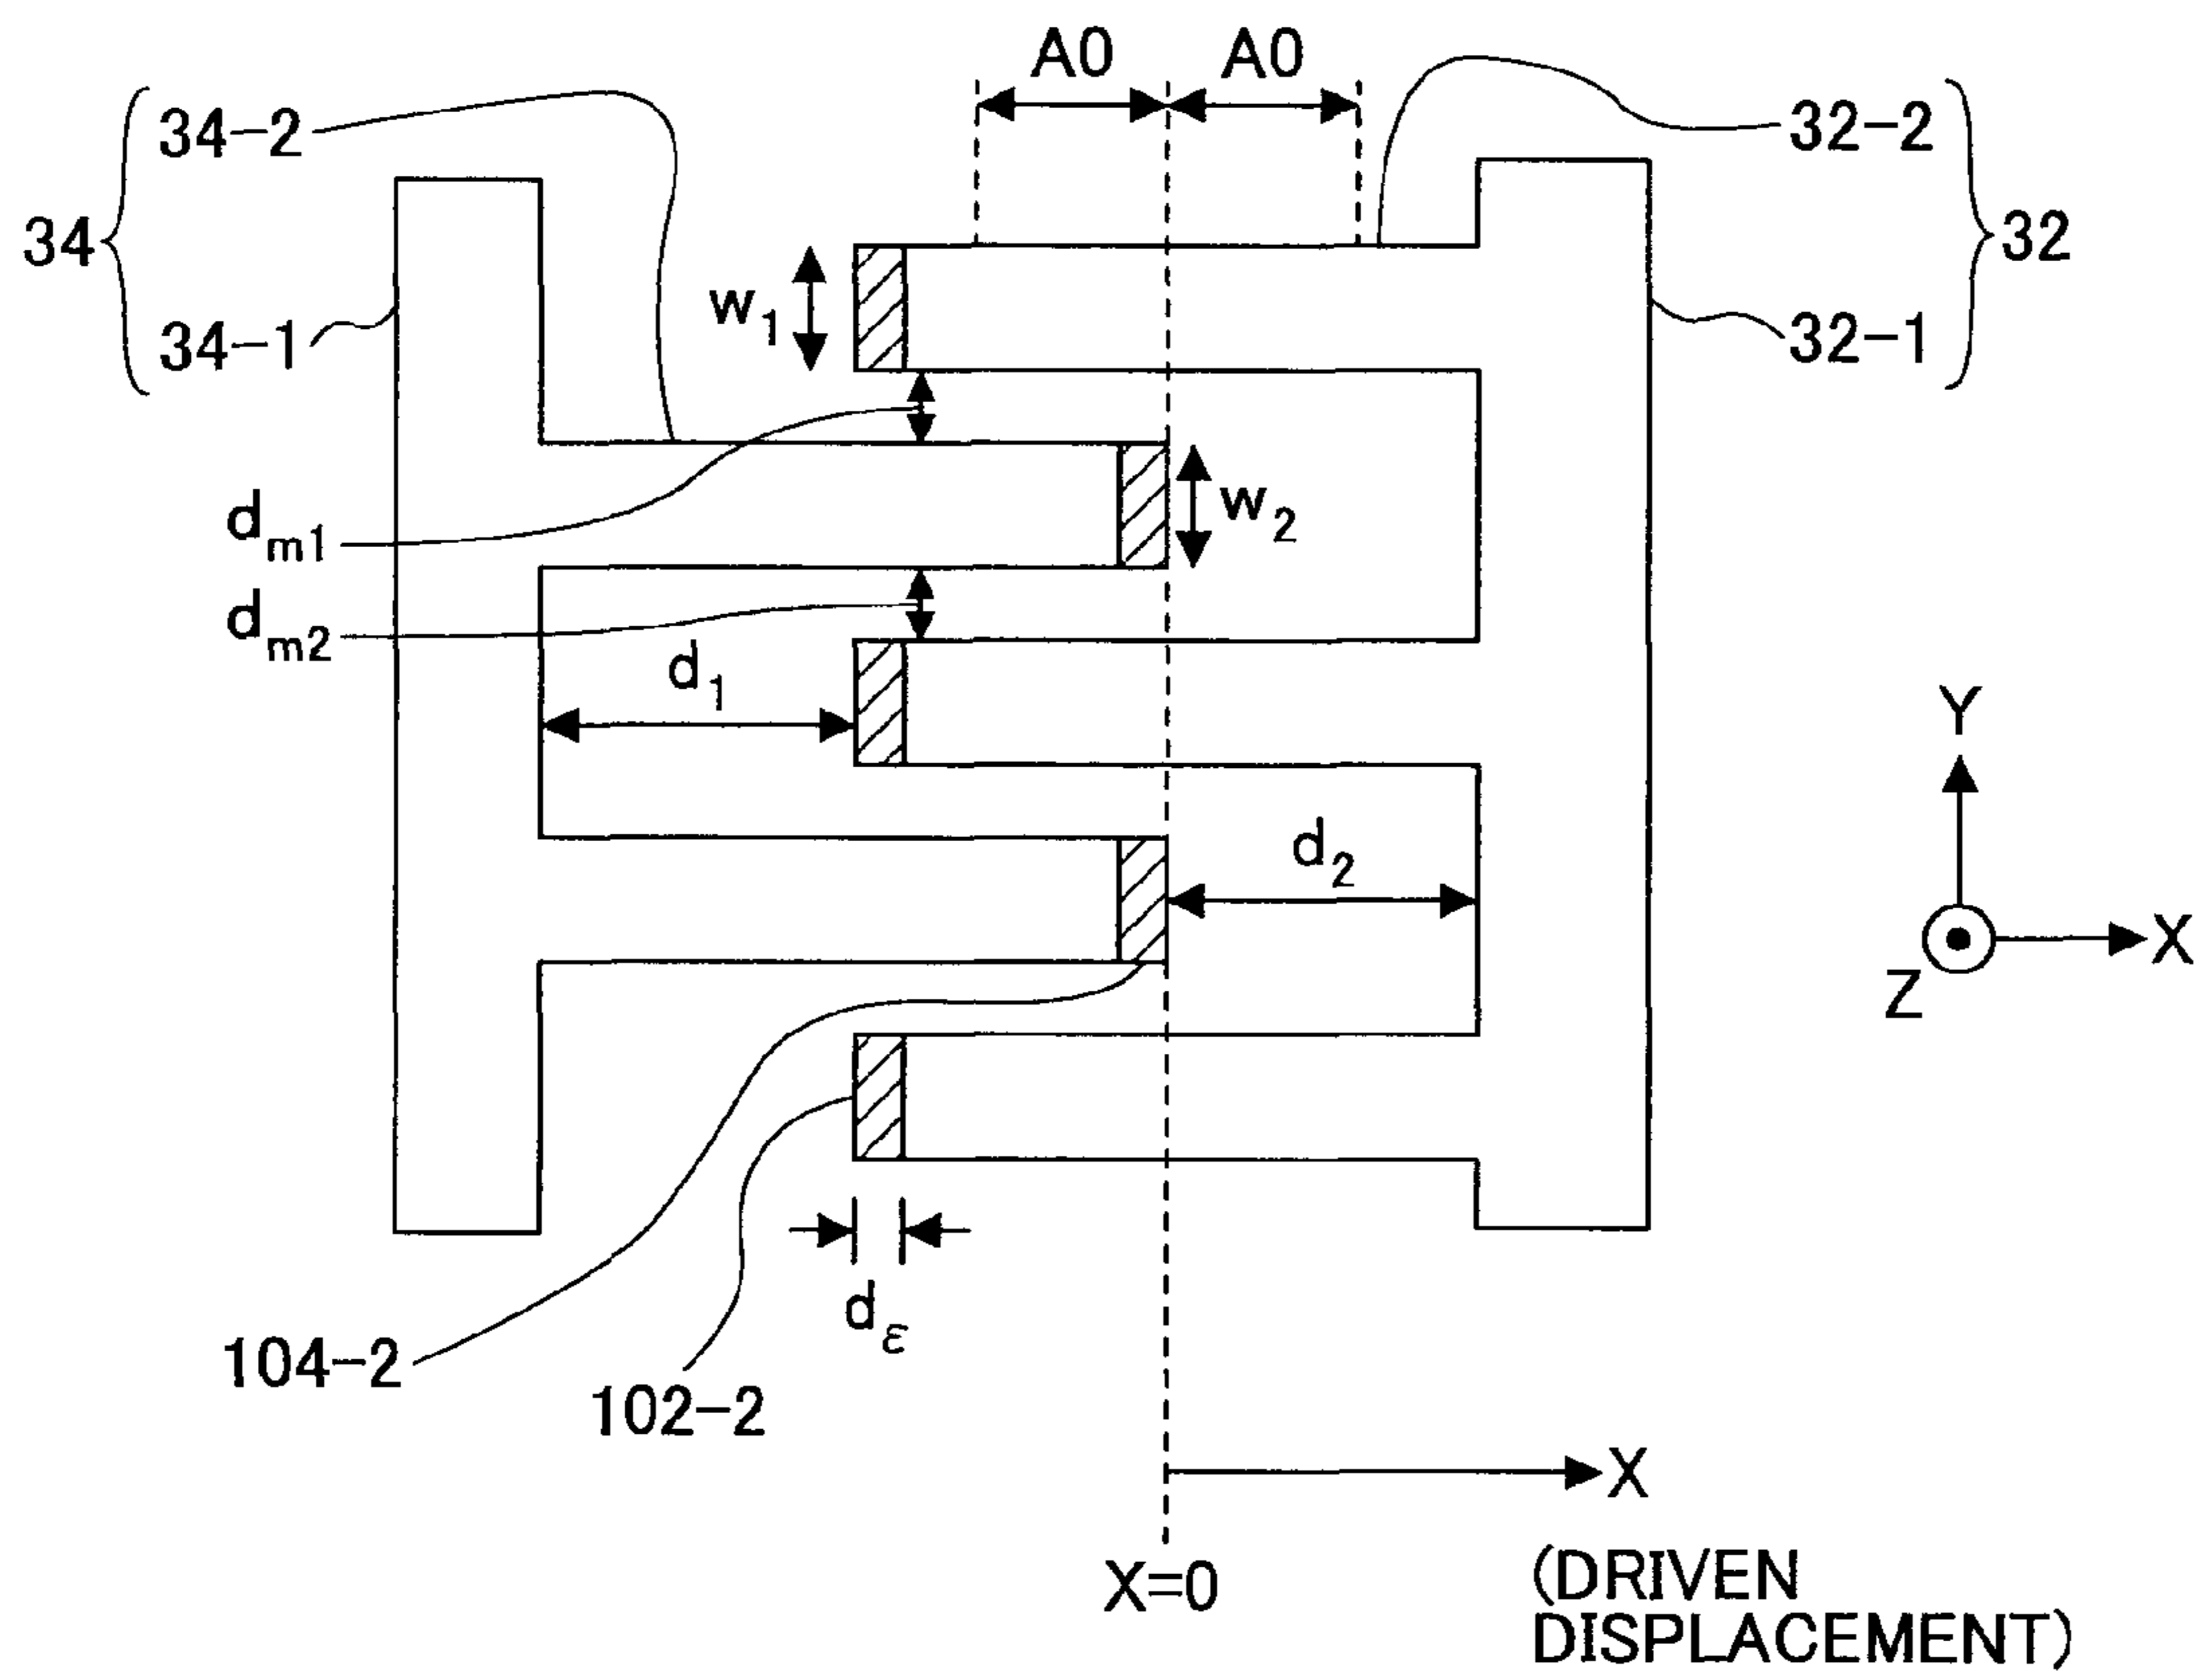 A0 A0
34-2
32-2
34
32
w1
34-1
32-1
dm1
w2
dm2
d1
Y
d2
X
Z
dε
104-2
102-2
X
X=0
(DRIVEN
DISPLACEMENT)